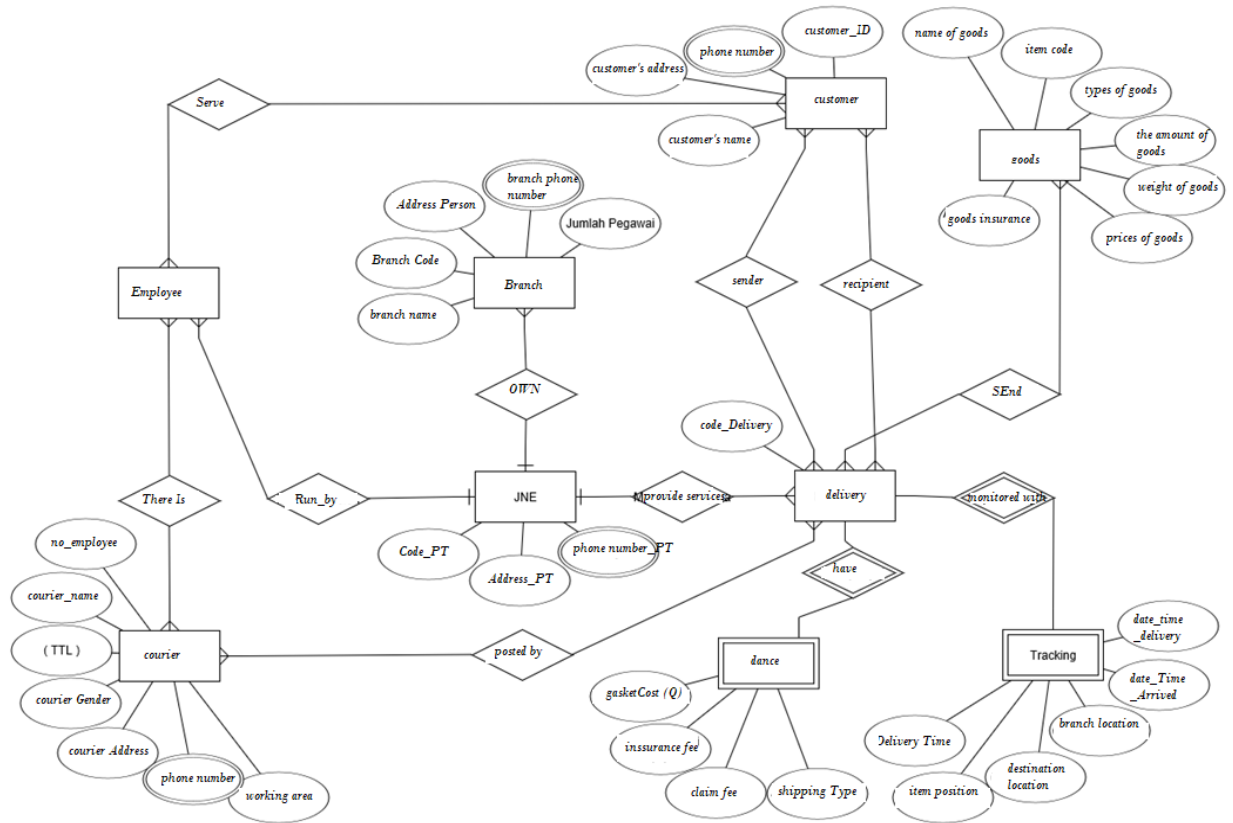 customer_ID
phone number
customer's address
customer
customer's name
name of goods
item code
types of goods
the amount of
goods
weight of goods
prices of goods
goods insurance
goods
Serve
branch phone
number
Address Person
Jumlah Pegawai
Branch Code
branch name
Branch
Employee
sender
recipient
OWN
SEnd
code_Delivery
There Is
Run_by
JNE
Mprovide services
delivery
monitored with
Code_PT
Address_PT
phone number_PT
have
no_employee
courier_name
( TTL )
courier Gender
courier Address
phone number
working area
courier
posted by
dance
gasketCost (Q)
inssurance fee
claim fee
shipping Type
Tracking
date_time
_delivery
date_Time
_Arrived
branch location
destination
location
item position
Delivery Time